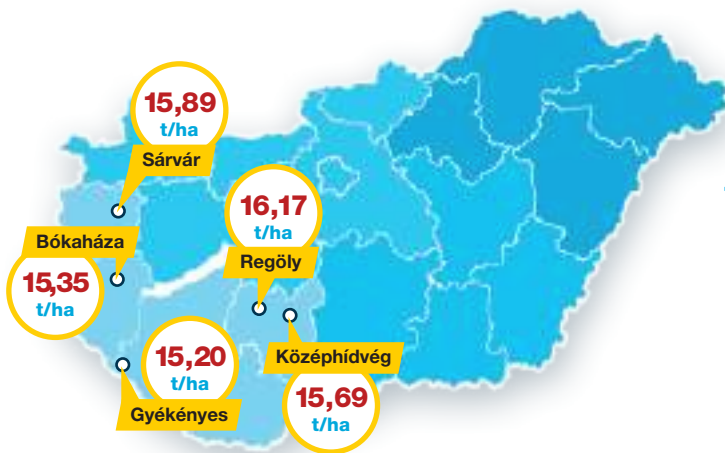 15,89
t/ha
Sárvár
16,17
t/ha
Regöly
Bókaháza
15,35
t/ha
15,20
t/ha
Gyékényes
Középhídvég
15,69
t/ha